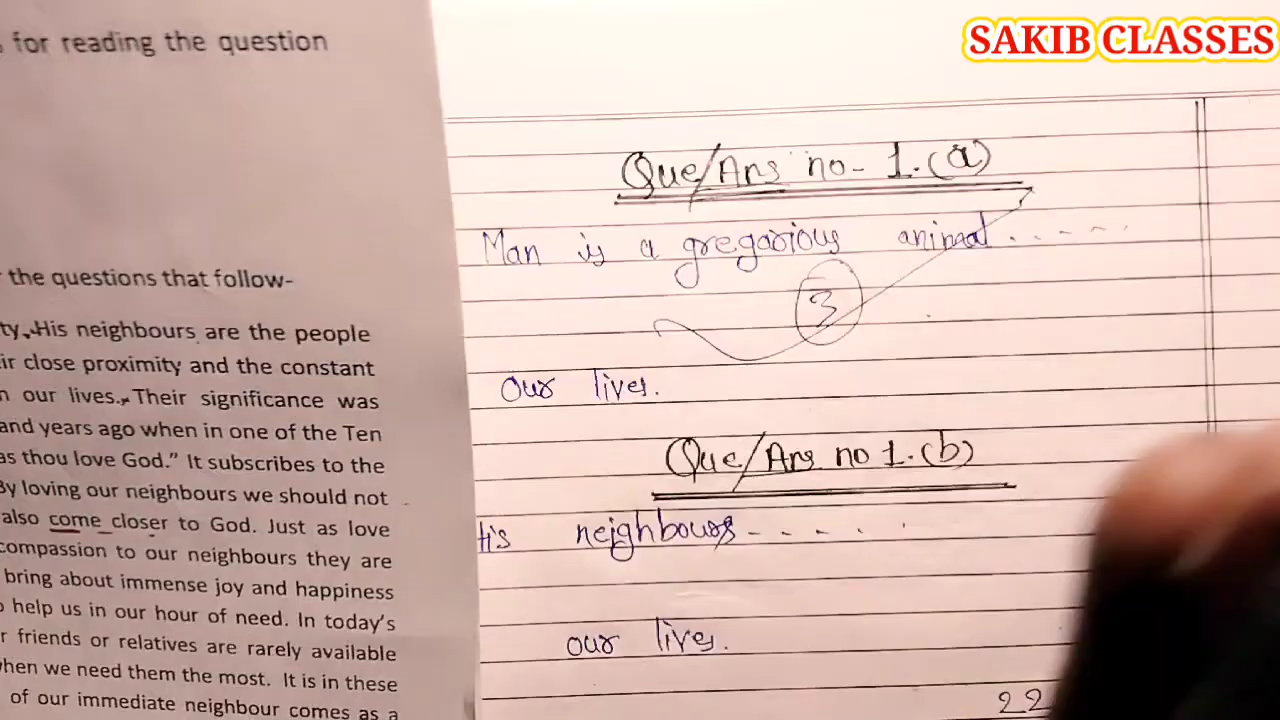 SAKIB CLASSES
for reading the question
the questions that follow-
ty. His neighbours are the people
ir close proximity and the constant
our lives. Their significance was
and years ago when in one of the Ten
as thou love God." It subscribes to the
By loving our neighbours we should not
also come closer to God. Just as love
compassion to our neighbours they are
bring about immense joy and happiness
help us in our hour of need. In today's
r friends or relatives are rarely available
when we need them the most. It is in these
of our immediate neighbour comes as a
Que/Ans no- 1.(a)
Man is a gregarious animal......
3
Our lives.
Que/Ans no 1.(b)
His neighbours-----
our lives.
22